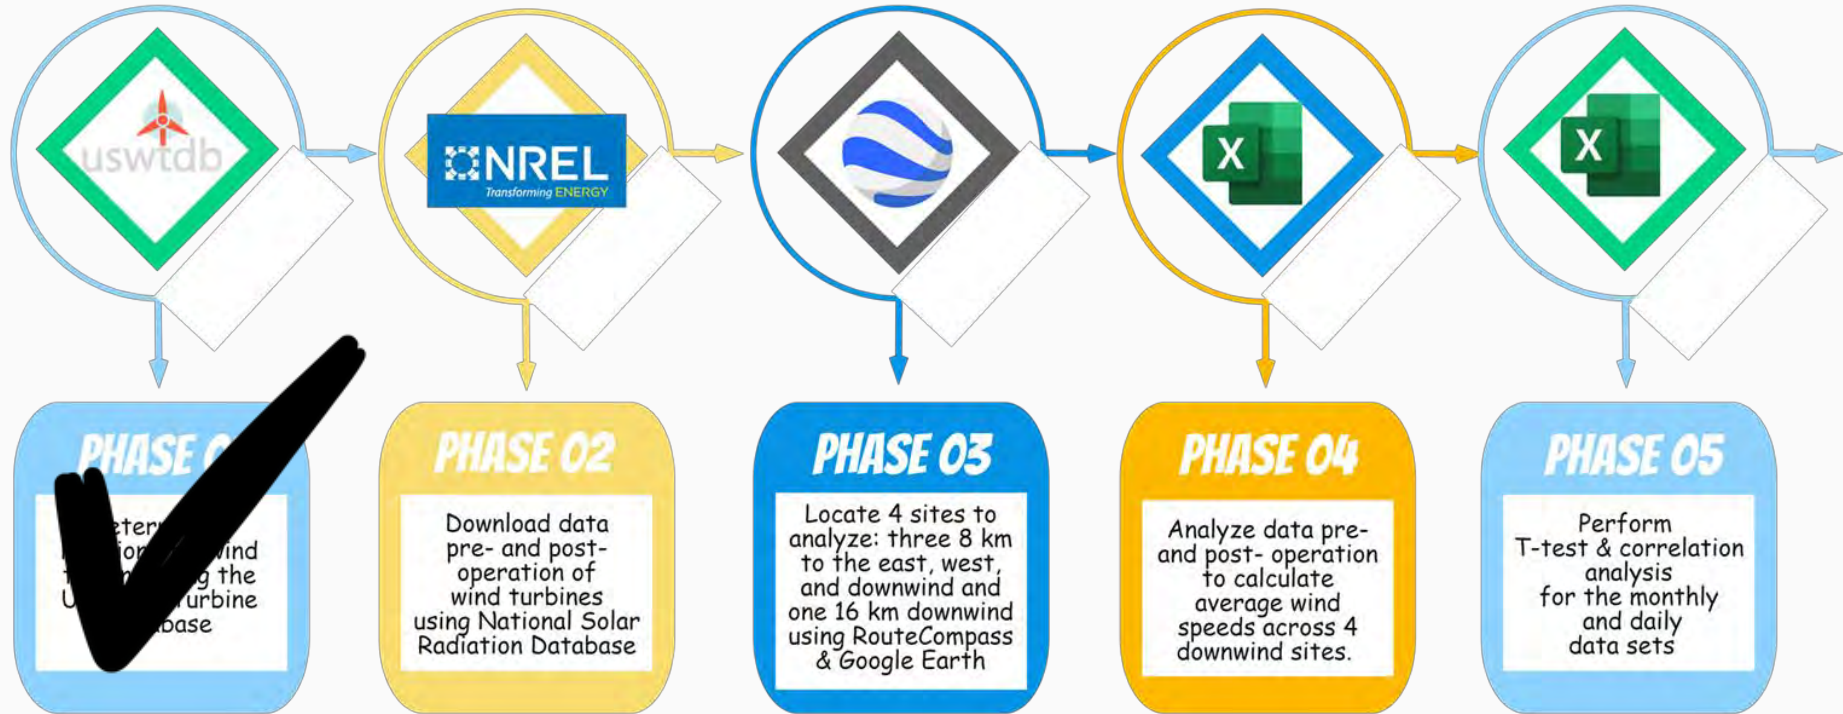 uswtdb
NREL
Transforming ENERGY
X
X
PHASE
the
PHASE 02
Download data
pre- and post-
operation of
wind turbines
using National Solar
Radiation Database
PHASE 03
Locate 4 sites to
analyze: three 8 km
to the east, west,
and downwind and
one 16 km downwind
using RouteCompass
& Google Earth
PHASE 04
Analyze data pre-
and post- operation
to calculate
average wind
speeds across 4
downwind sites.
PHASE 05
Perform
T-test & correlation
analysis
for the monthly
and daily
data sets